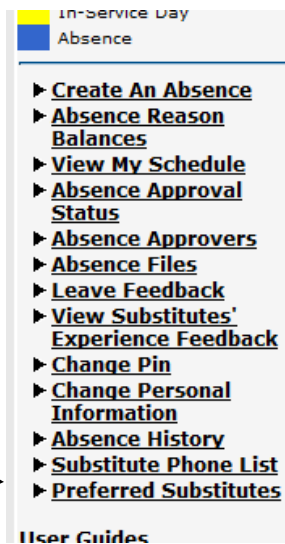 In-Service Day
Absence
Create An Absence
Absence Reason
Balances
View My Schedule
Absence Approval
Status
Absence Approvers
Absence Files
Leave Feedback
View Substitutes'
Experience Feedback
Change Pin
Change Personal
Information
Absence History
Substitute Phone List
Preferred Substitutes
User Guides